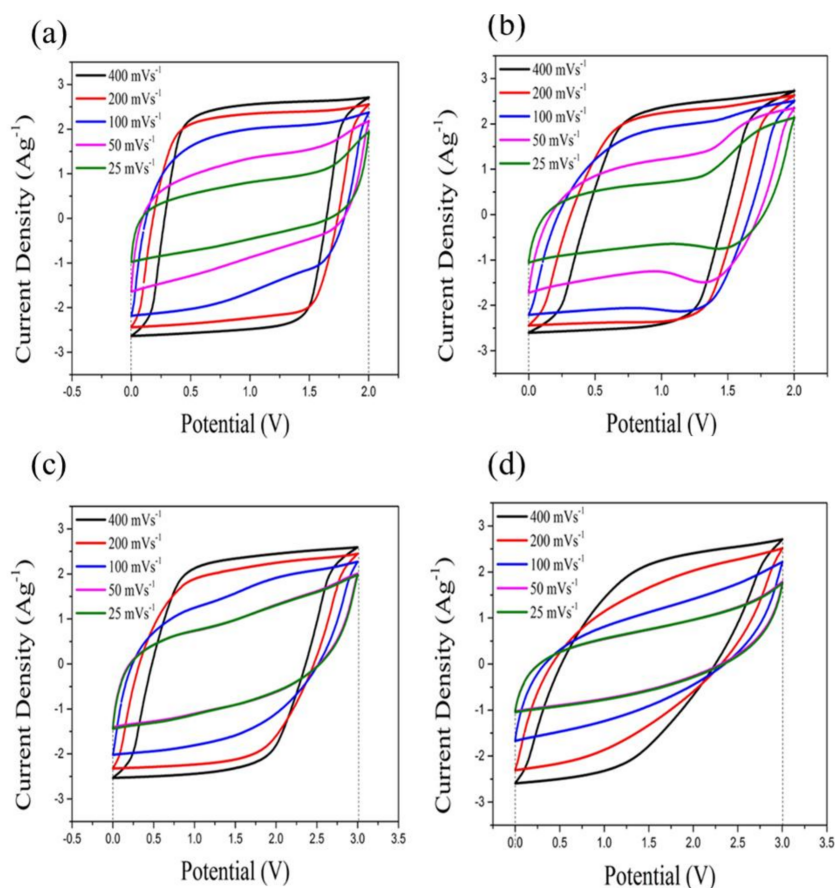 (a)
400 mVs⁻¹
200 mVs⁻¹
100 mVs⁻¹
50 mVs⁻¹
25 mVs⁻¹
Current Density (Ag⁻¹)
3
2
1
0
-1
-2
-3
-0.5 0.0 0.5 1.0 1.5 2.0
Potential (V)
(b)
400 mVs⁻¹
200 mVs⁻¹
100 mVs⁻¹
50 mVs⁻¹
25 mVs⁻¹
Current Density (Ag⁻¹)
3
2
1
0
-1
-2
-3
0.0 0.5 1.0 1.5 2.0
Potential (V)
(c)
400 mVs⁻¹
200 mVs⁻¹
100 mVs⁻¹
50 mVs⁻¹
25 mVs⁻¹
Current Density (Ag⁻¹)
3
2
1
0
-1
-2
-3
-0.5 0.0 0.5 1.0 1.5 2.0 2.5 3.0 3.5
Potential (V)
(d)
400 mVs⁻¹
200 mVs⁻¹
100 mVs⁻¹
50 mVs⁻¹
25 mVs⁻¹
Current Density (Ag⁻¹)
3
2
1
0
-1
-2
-3
0.0 0.5 1.0 1.5 2.0 2.5 3.0 3.5
Potential (V)